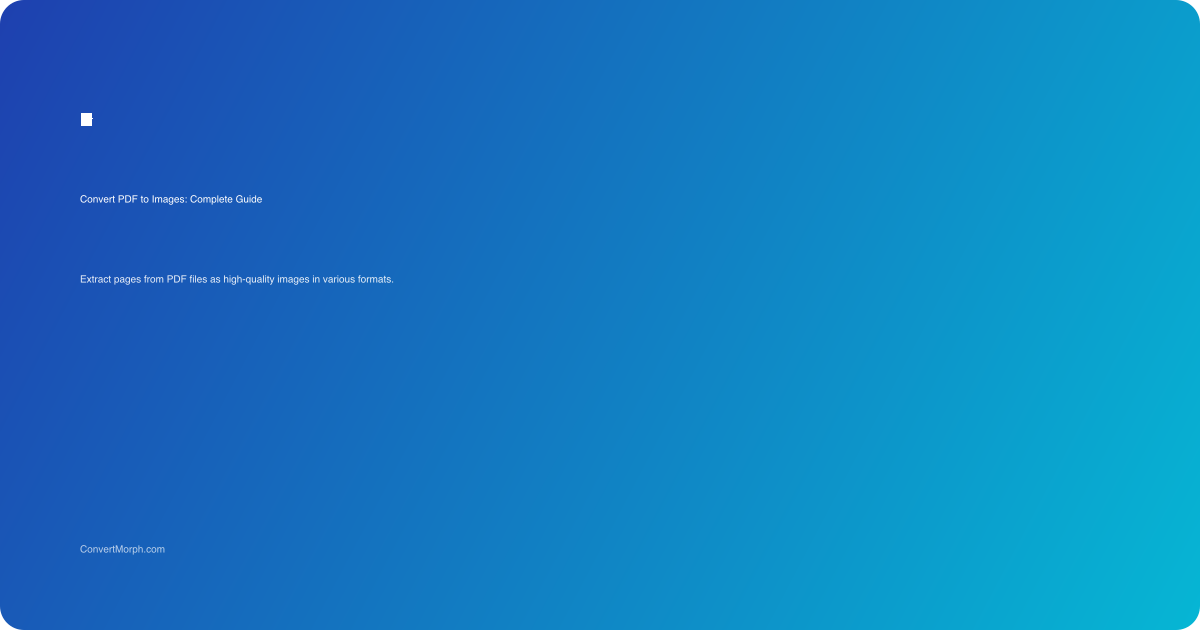 Convert PDF to Images: Complete Guide
Extract pages from PDF files as high-quality images in various formats.
ConvertMorph.com